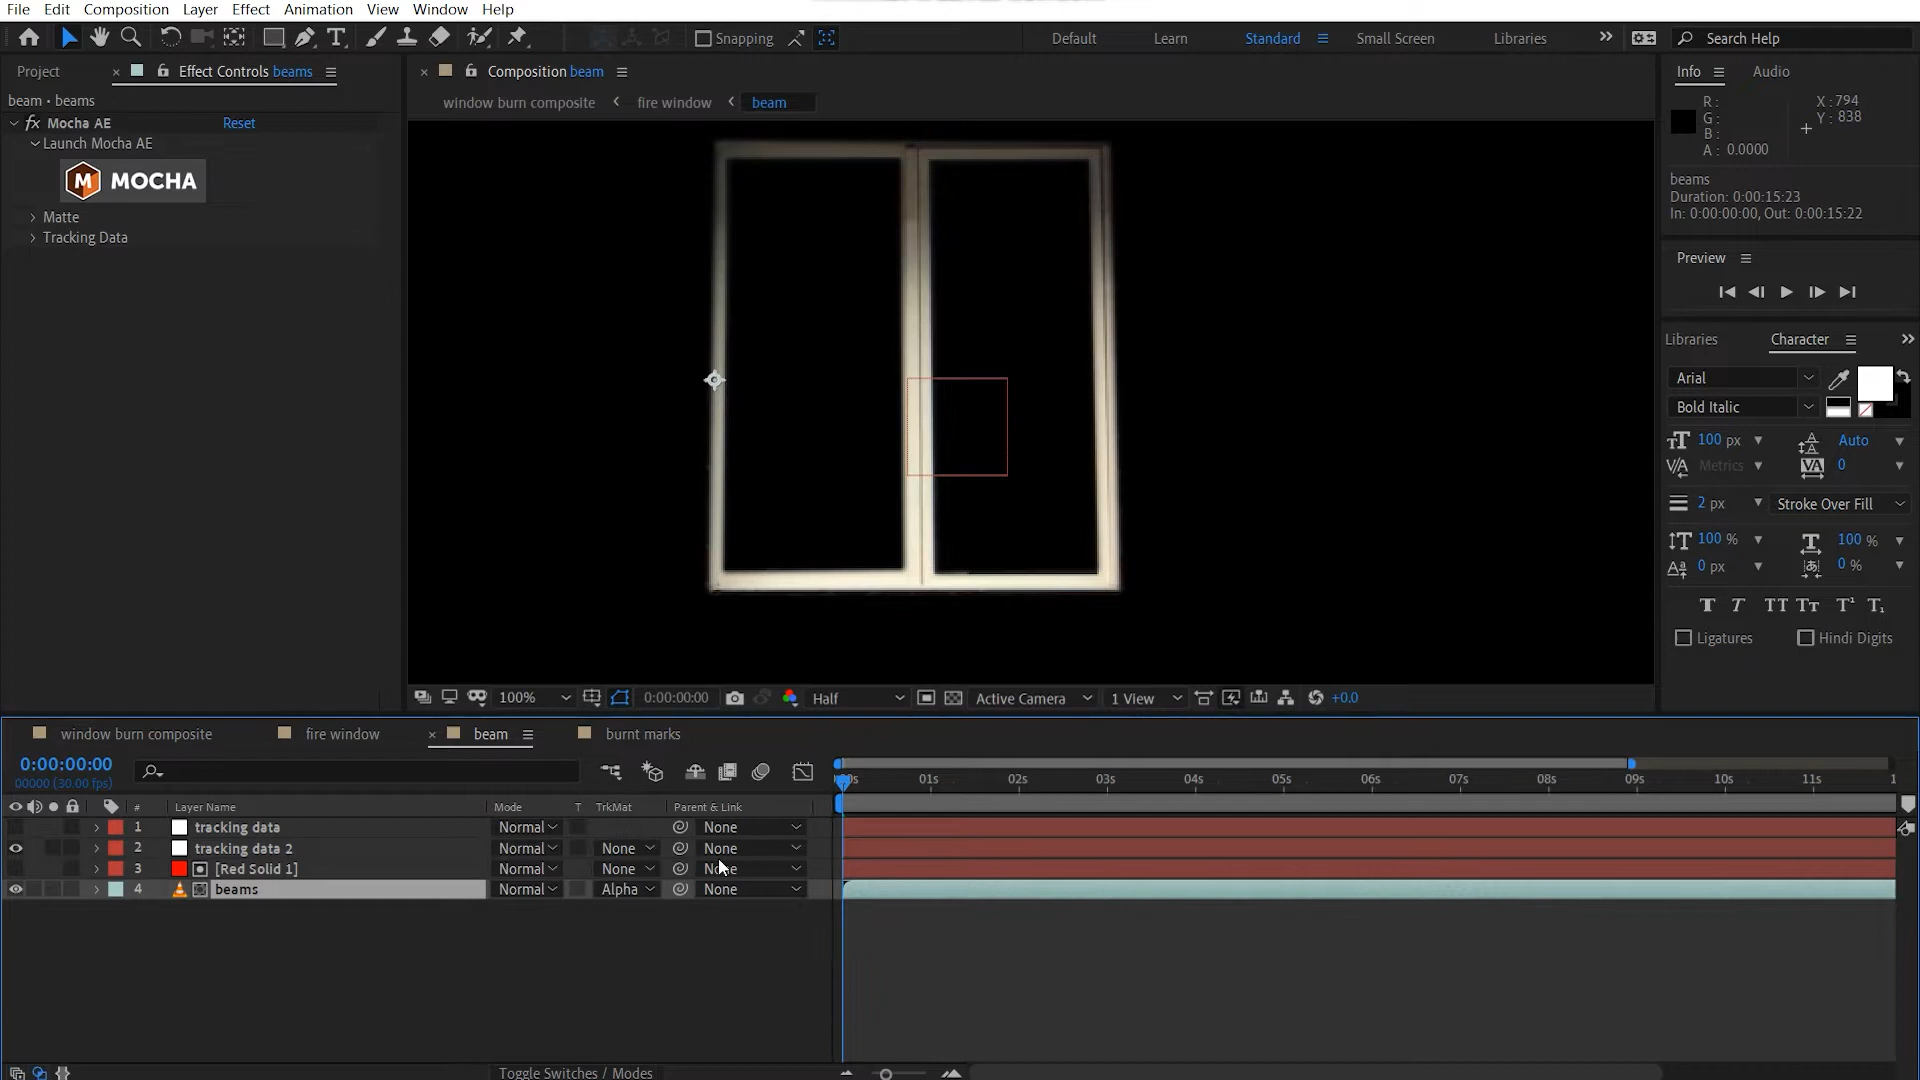 File Edit Composition Layer Effect Animation View Window Help
Snapping
Default Learn Standard Small Screen Libraries
Search Help
Project
Effect Controls beams
beam • beams
fx Mocha AE Reset
Launch Mocha AE
M MOCHA
Matte
Tracking Data
Composition beam
window burn composite
fire window
beam
100%
0:00:00:00
Half
Active Camera
1 View
+0.0
Info Audio
R:
G:
B:
A: 0.0000
X: 794
Y: 838
beams
Duration: 0:00:15:23
In: 0:00:00:00, Out: 0:00:15:22
Preview
Libraries Character
Arial
Bold Italic
100 px
Auto
Metrics
0
2 px
Stroke Over Fill
100 %
100 %
0 px
0 %
Ligatures
Hindi Digits
window burn composite
fire window
beam
burnt marks
0:00:00:00
00000 (30.00 fps)
# Layer Name Mode T TrkMat Parent & Link
1 tracking data Normal None
2 tracking data 2 Normal None None
3 [Red Solid 1] Normal None None
4 beams Normal Alpha None
01s 02s 03s 04s 05s 06s 07s 08s 09s 10s 11s
Toggle Switches / Modes